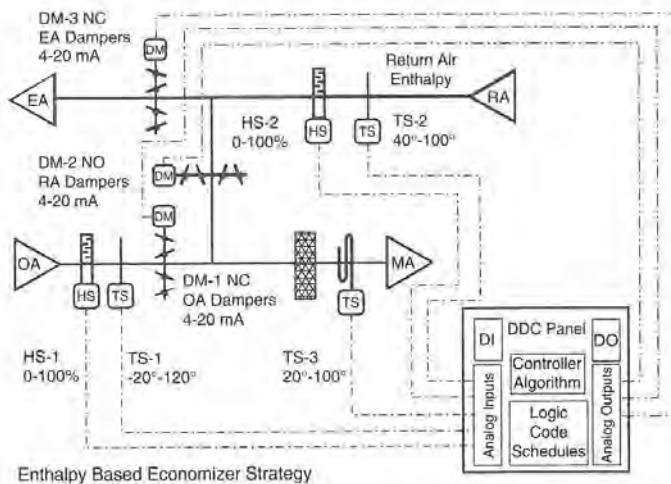 DM-3 NC
EA Dampers
4-20 mA
DM
Return Air
Enthalpy
EA
RA
HS-2
0-100%
HS
TS
TS-2
40°-100°
DM-2 NO
RA Dampers
4-20 mA
DM
DM
OA
MA
HS
TS
DM-1 NC
OA Dampers
4-20 mA
TS
HS-1
0-100%
TS-1
-20°-120°
TS-3
20°-100°
DDC Panel
DI
DO
Controller
Algorithm
Analog Inputs
Logic
Code
Schedules
Analog Outputs
Enthalpy Based Economizer Strategy